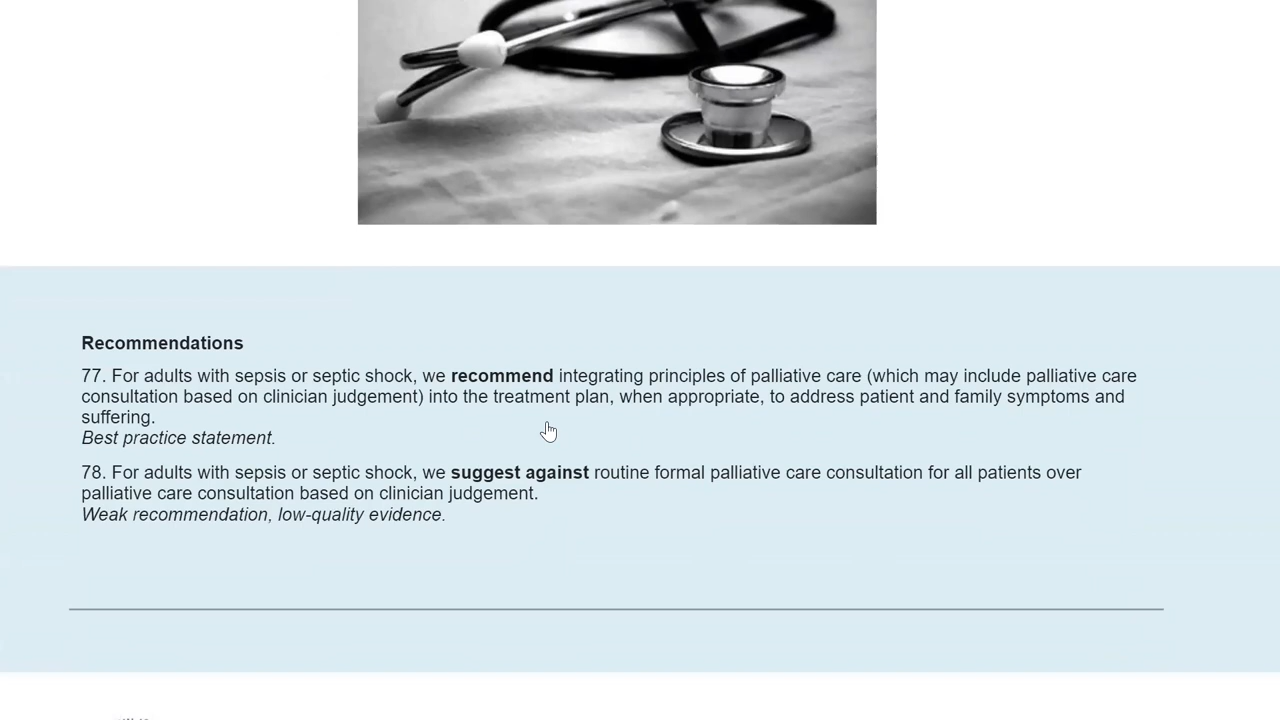 Recommendations
77. For adults with sepsis or septic shock, we recommend integrating principles of palliative care (which may include palliative care
consultation based on clinician judgement) into the treatment plan, when appropriate, to address patient and family symptoms and
suffering.
Best practice statement.
78. For adults with sepsis or septic shock, we suggest against routine formal palliative care consultation for all patients over
palliative care consultation based on clinician judgement.
Weak recommendation, low-quality evidence.